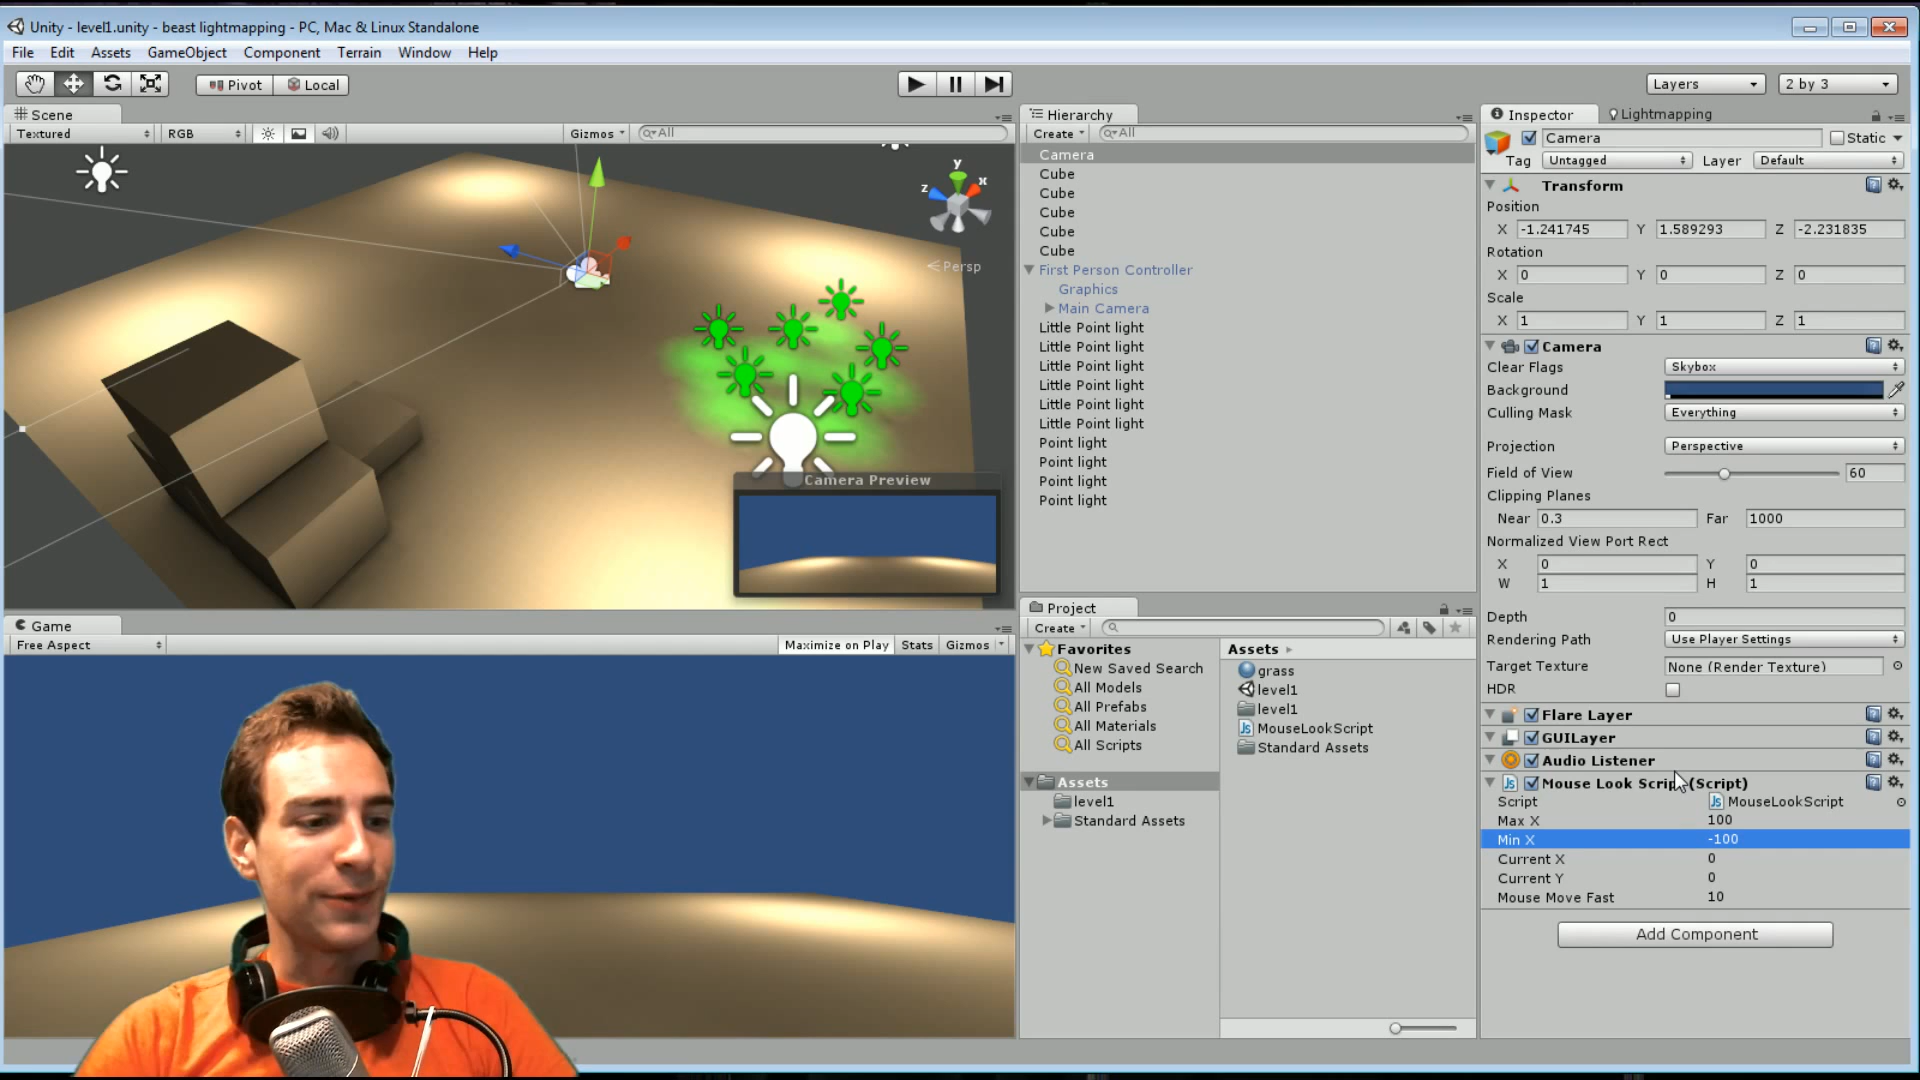 Unity - level1.unity - beast lightmapping - PC, Mac & Linux Standalone
File Edit Assets GameObject Component Terrain Window Help
Pivot Local
Layers 2 by 3
Scene
Textured RGB Gizmos All
y
z x
Persp
Camera Preview
Game
Free Aspect Maximize on Play Stats Gizmos
Hierarchy
Create All
Camera
Cube
Cube
Cube
Cube
Cube
First Person Controller
Graphics
Main Camera
Little Point light
Little Point light
Little Point light
Little Point light
Little Point light
Little Point light
Point light
Point light
Point light
Point light
Project
Create
Favorites
New Saved Search
All Models
All Prefabs
All Materials
All Scripts
Assets
level1
Standard Assets
Assets
grass
level1
level1
MouseLookScript
Standard Assets
Inspector Lightmapping
Camera Static
Tag Untagged Layer Default
Transform
Position
X -1.241745 Y 1.589293 Z -2.231835
Rotation
X 0 Y 0 Z 0
Scale
X 1 Y 1 Z 1
Camera
Clear Flags Skybox
Background
Culling Mask Everything
Projection Perspective
Field of View 60
Clipping Planes
Near 0.3 Far 1000
Normalized View Port Rect
X 0 Y 0
W 1 H 1
Depth 0
Rendering Path Use Player Settings
Target Texture None (Render Texture)
HDR
Flare Layer
GUILayer
Audio Listener
Mouse Look Script (Script)
Script Js MouseLookScript
Max X 100
Min X -100
Current X 0
Current Y 0
Mouse Move Fast 10
Add Component